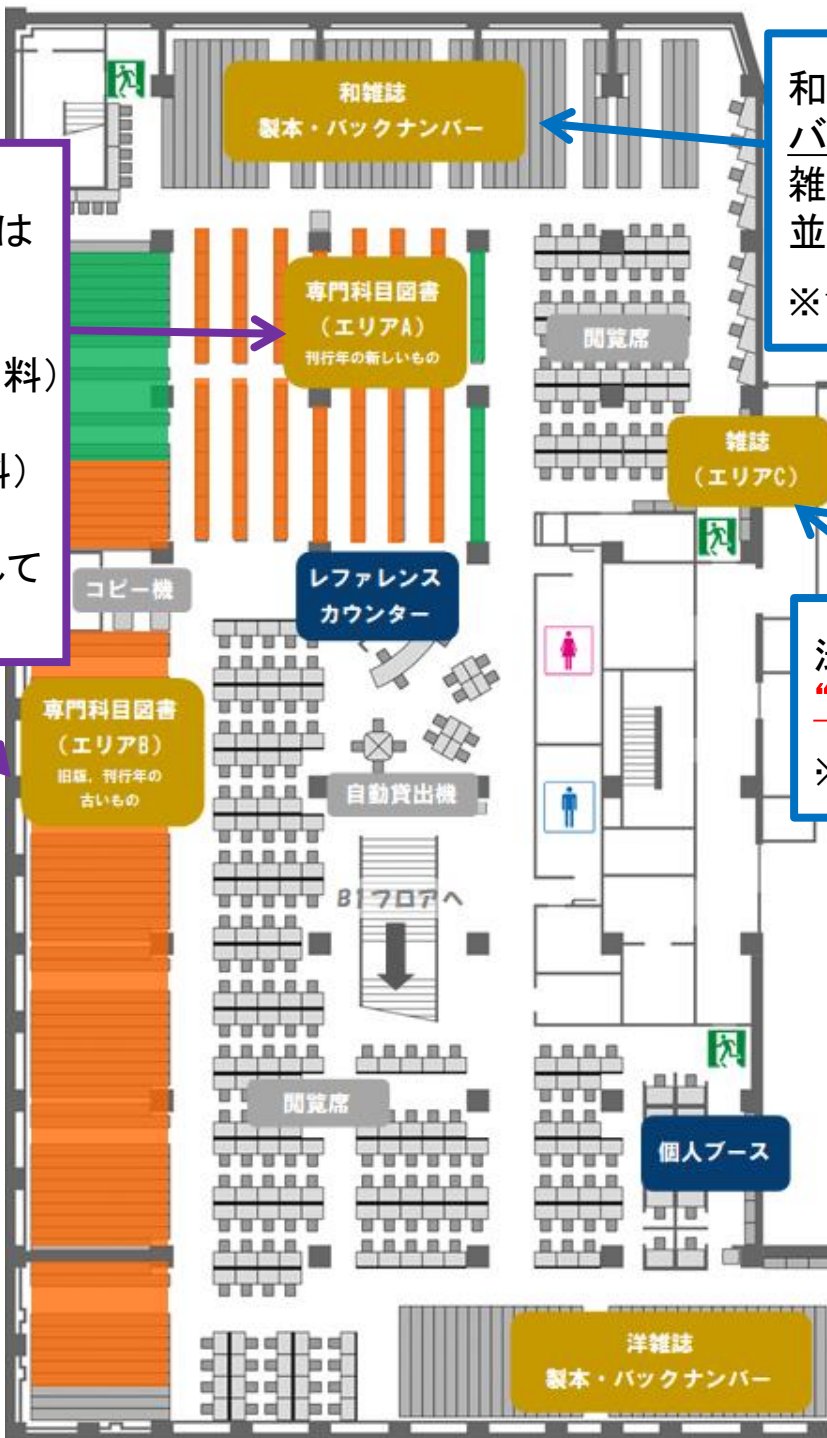 和雑誌
製本・バックナンバー
和
バ
雑
並
※
は
料）
料）
して
専門科目図書
（エリアA）
刊行年の新しいもの
閲覧席
雑誌
（エリアC）
コピー機
レファレンス
カウンター
“
※
専門科目図書
（エリアB）
旧版、刊行年の
古いもの
自動貸出機
B1フロアへ
閲覧席
個人ブース
洋雑誌
製本・バックナンバー